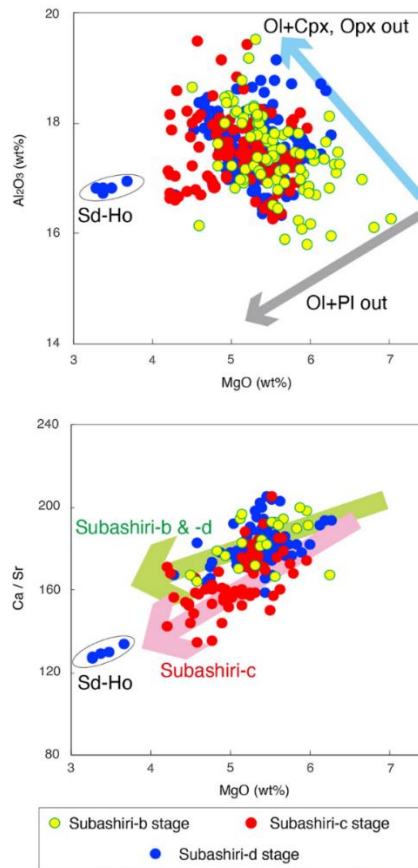 20
Ol+Cpx, Opx out
18
Al₂O₃ (wt%)
Sd-Ho
16
Ol+Pl out
14
3 4 5 6 7
MgO (wt%)
240
200
Subashiri-b & -d
Ca / Sr
160
Sd-Ho
120
Subashiri-c
80
3 4 5 6 7
MgO (wt%)
Subashiri-b stage Subashiri-c stage
Subashiri-d stage